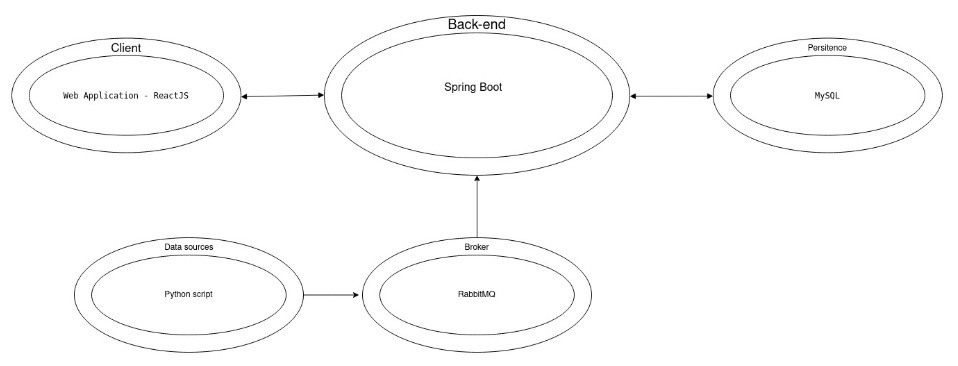 Back-end
Client
Persitence
Web Application - ReactJS
Spring Boot
MySQL
Data sources
Broker
Python script
RabbitMQ